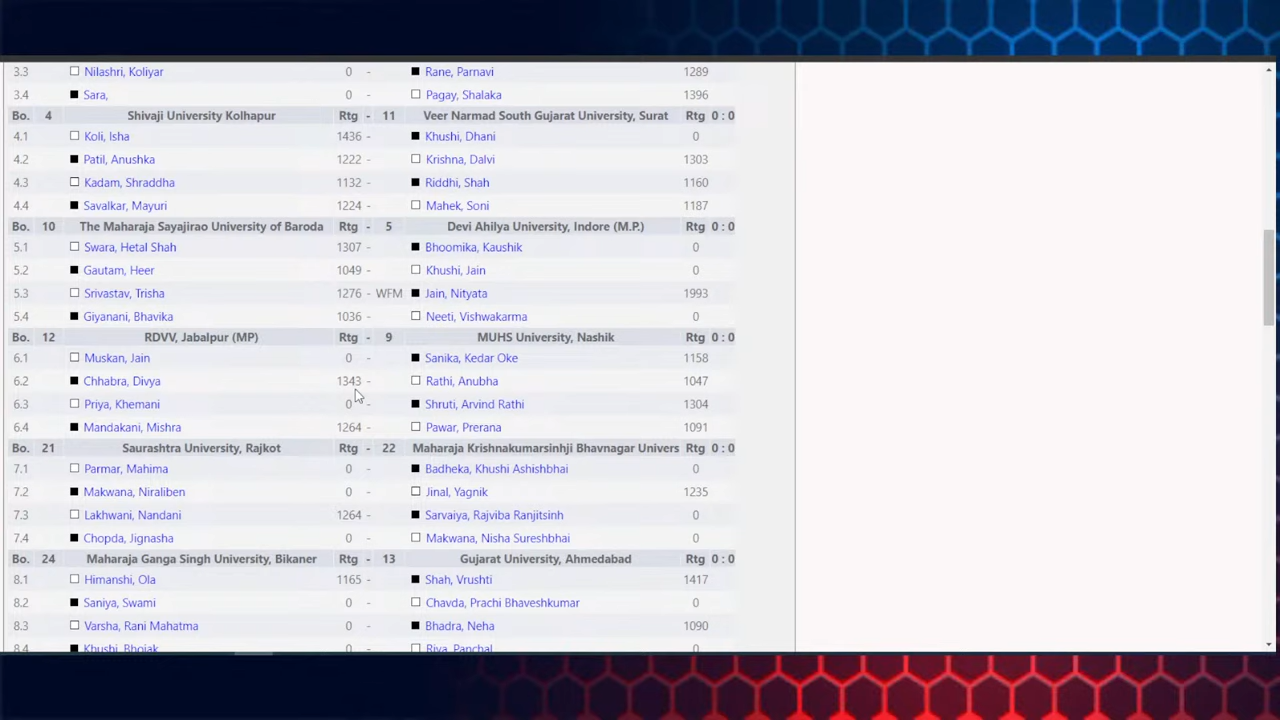 3.3 Nilashri, Koliyar 0 - Rane, Parnavi 1289
3.4 Sara, 0 - Pagay, Shalaka 1396
Bo. 4 Shivaji University Kolhapur Rtg - 11 Veer Narmad South Gujarat University, Surat Rtg 0 : 0
4.1 Koli, Isha 1436 - Khushi, Dhani 0
4.2 Patil, Anushka 1222 - Krishna, Dalvi 1303
4.3 Kadam, Shraddha 1132 - Riddhi, Shah 1160
4.4 Savalkar, Mayuri 1224 - Mahek, Soni 1187
Bo. 10 The Maharaja Sayajirao University of Baroda Rtg - 5 Devi Ahilya University, Indore (M.P.) Rtg 0 : 0
5.1 Swara, Hetal Shah 1307 - Bhoomika, Kaushik 0
5.2 Gautam, Heer 1049 - Khushi, Jain 0
5.3 Srivastav, Trisha 1276 - WFM Jain, Nityata 1993
5.4 Giyanani, Bhavika 1036 - Neeti, Vishwakarma 0
Bo. 12 RDVV, Jabalpur (MP) Rtg - 9 MUHS University, Nashik Rtg 0 : 0
6.1 Muskan, Jain 0 - Sanika, Kedar Oke 1158
6.2 Chhabra, Divya 1343 - Rathi, Anubha 1047
6.3 Priya, Khemani 0 - Shruti, Arvind Rathi 1304
6.4 Mandakani, Mishra 1264 - Pawar, Prerana 1091
Bo. 21 Saurashtra University, Rajkot Rtg - 22 Maharaja Krishnakumarsinhji Bhavnagar Univers Rtg 0 : 0
7.1 Parmar, Mahima 0 - Badheka, Khushi Ashishbhai 0
7.2 Makwana, Niraliben 0 - Jinal, Yagnik 1235
7.3 Lakhwani, Nandani 1264 - Sarvaiya, Rajviba Ranjitsinh 0
7.4 Chopda, Jignasha 0 - Makwana, Nisha Sureshbhai 0
Bo. 24 Maharaja Ganga Singh University, Bikaner Rtg - 13 Gujarat University, Ahmedabad Rtg 0 : 0
8.1 Himanshi, Ola 1165 - Shah, Vrushti 1417
8.2 Saniya, Swami 0 - Chavda, Prachi Bhaveshkumar 0
8.3 Varsha, Rani Mahatma 0 - Bhadra, Neha 1090
8.4 Khushi, Bhojak 0 - Riya, Panchal 0